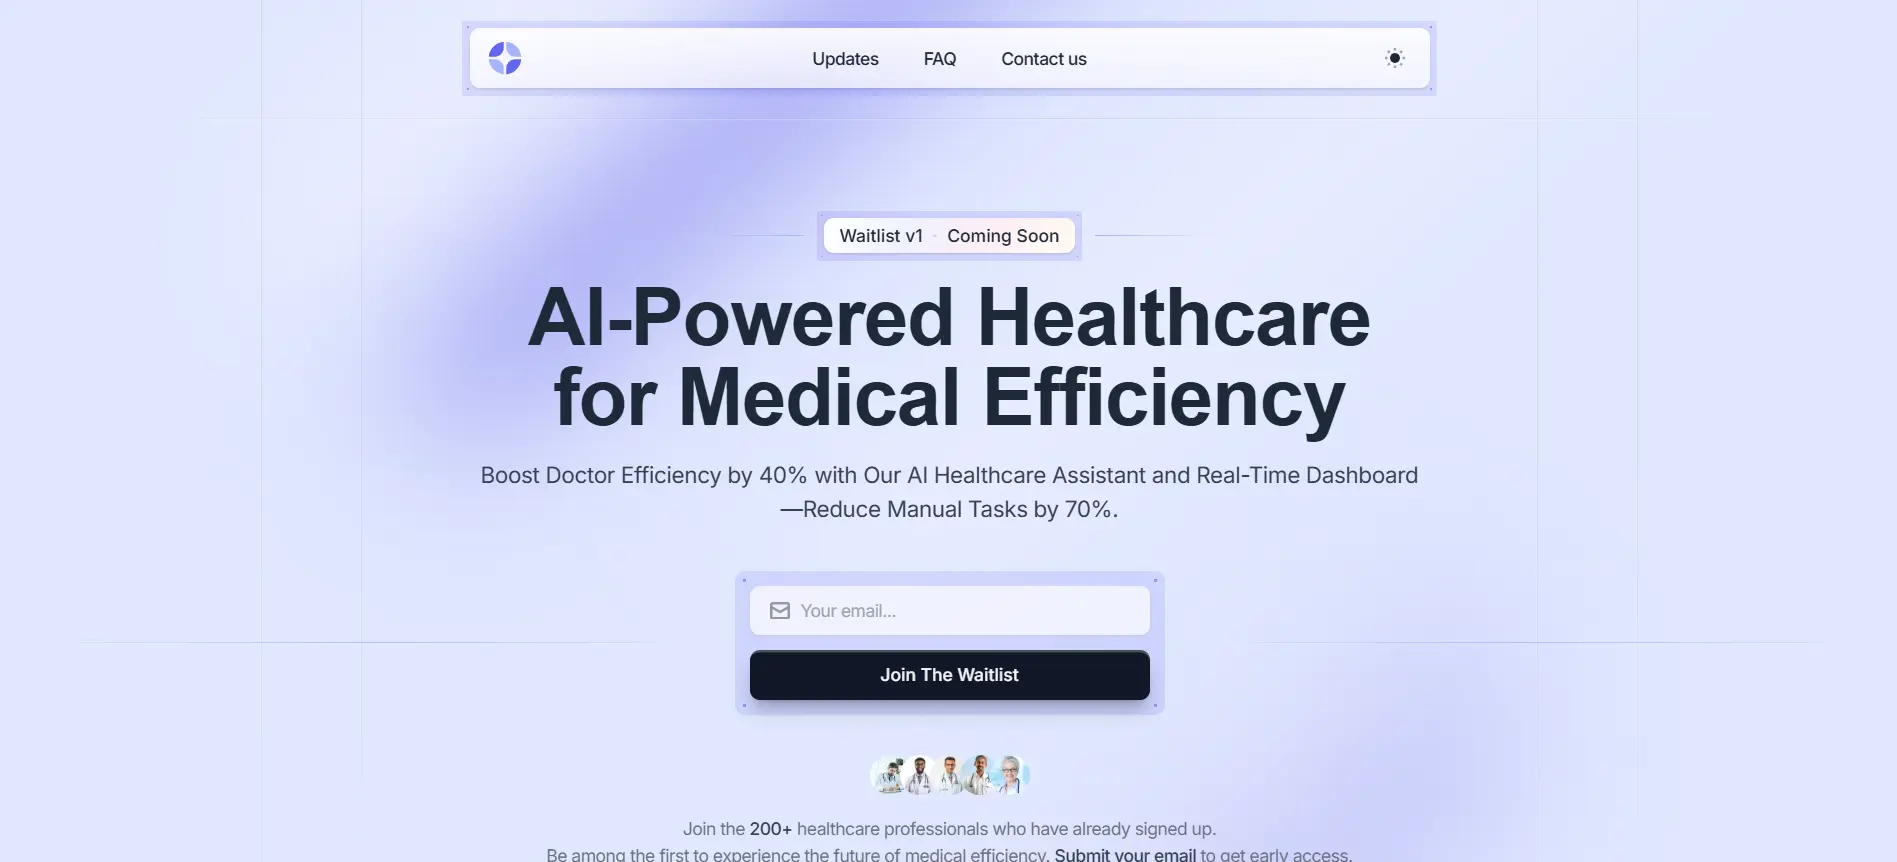 Updates FAQ Contact us
Waitlist v1 · Coming Soon
AI-Powered Healthcare
for Medical Efficiency
Boost Doctor Efficiency by 40% with Our AI Healthcare Assistant and Real-Time Dashboard
—Reduce Manual Tasks by 70%.
Your email...
Join The Waitlist
Join the 200+ healthcare professionals who have already signed up.
Be among the first to experience the future of medical efficiency. Submit your email to get early access.